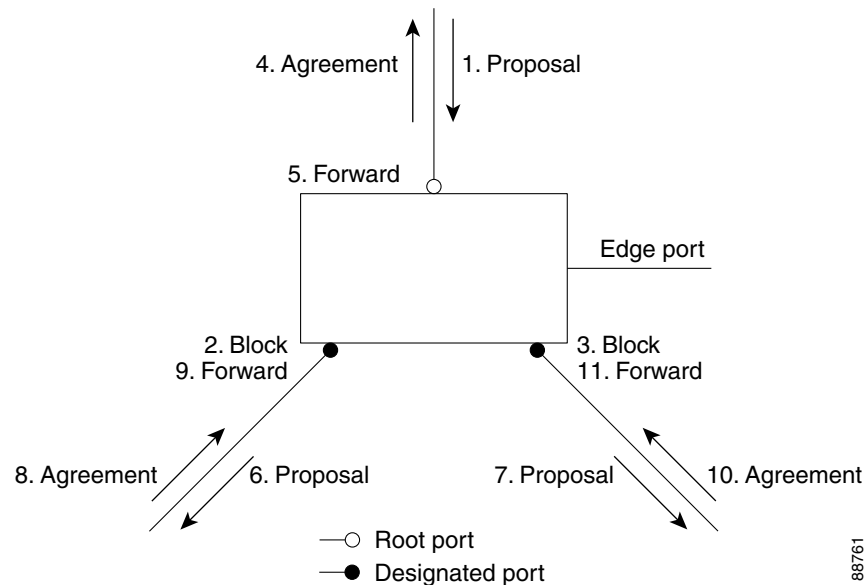 4. Agreement
1. Proposal
5. Forward
Edge port
2. Block
9. Forward
3. Block
11. Forward
8. Agreement
6. Proposal
7. Proposal
10. Agreement
Root port
Designated port
88761